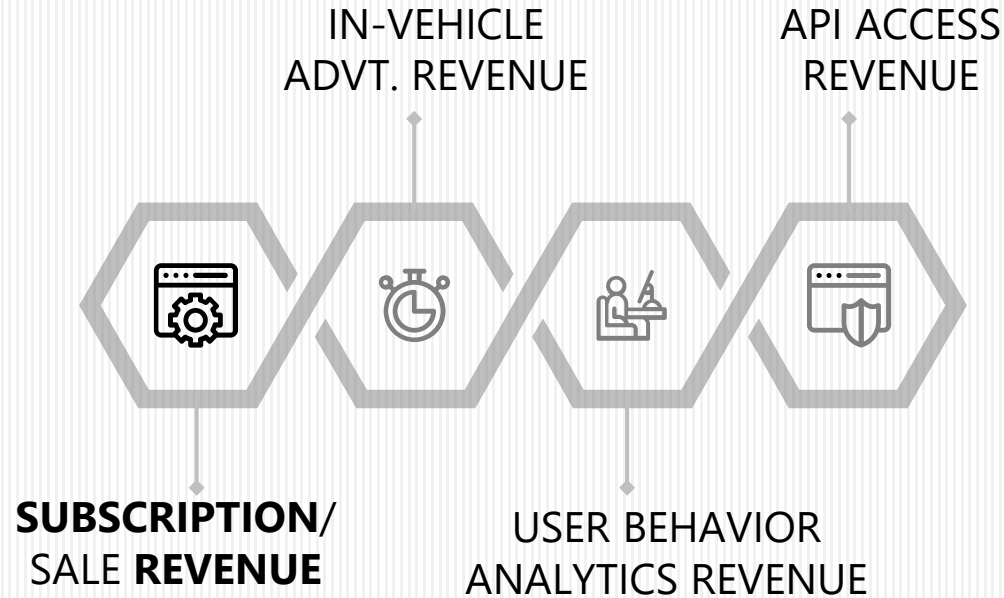 IN-VEHICLE
ADVT. REVENUE
API ACCESS
REVENUE
SUBSCRIPTION/
SALE REVENUE
USER BEHAVIOR
ANALYTICS REVENUE